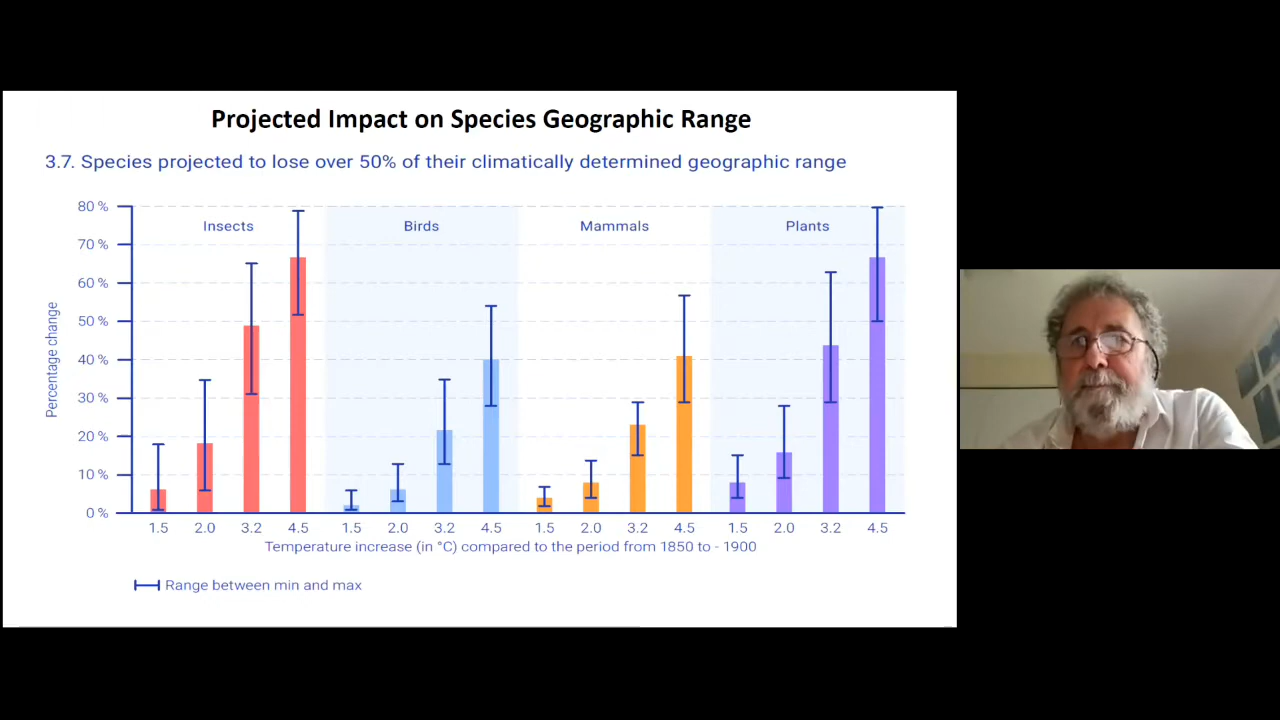 Projected Impact on Species Geographic Range
3.7. Species projected to lose over 50% of their climatically determined geographic range
80 %
70 %
60 %
50 %
40 %
30 %
20 %
10 %
0 %
Percentage change
Insects Birds Mammals Plants
1.5 2.0 3.2 4.5 1.5 2.0 3.2 4.5 1.5 2.0 3.2 4.5 1.5 2.0 3.2 4.5
Temperature increase (in °C) compared to the period from 1850 to - 1900
Range between min and max